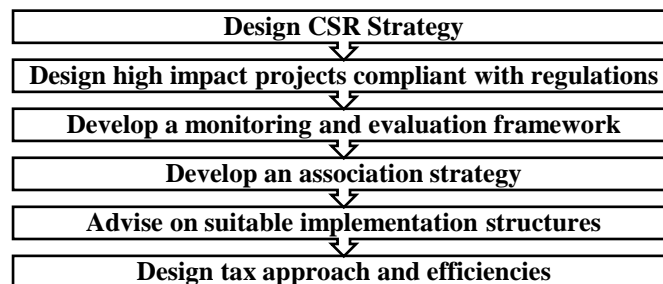 Design CSR Strategy
Design high impact projects compliant with regulations
Develop a monitoring and evaluation framework
Develop an association strategy
Advise on suitable implementation structures
Design tax approach and efficiencies